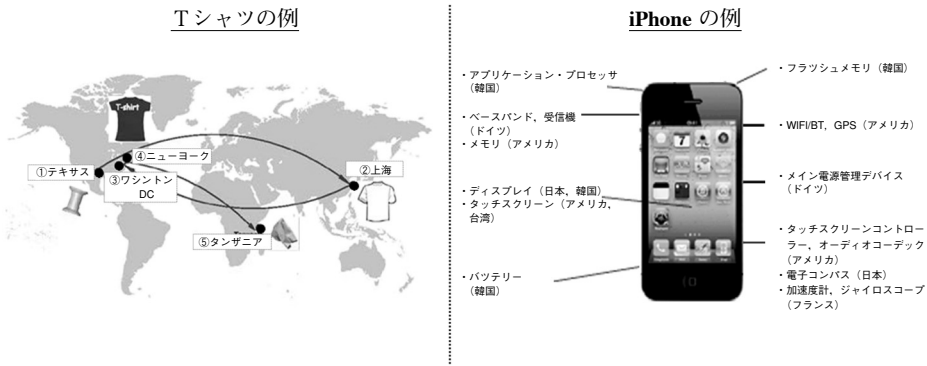 Tシャツの例
T-shirt
④ニューヨーク
①テキサス
②上海
③ワシントン
DC
⑤タンザニア
iPhone の例
・アプリケーション・プロセッサ
（韓国）
・ベースバンド、受信機
（ドイツ）
・メモリ（アメリカ）
・ディスプレイ（日本、韓国）
・タッチスクリーン（アメリカ、
台湾）
・バツテリー
（韓国）
・フラツシュメモリ（韓国）
・WIFI/BT，GPS（アメリカ）
・メイン電源管理デバイス
（ドイツ）
・タッチスクリーンコントロー
ラー、オーディオコーデック
（アメリカ）
・電子コンパス（日本）
・加速度計、ジャイロスコープ
（フランス）